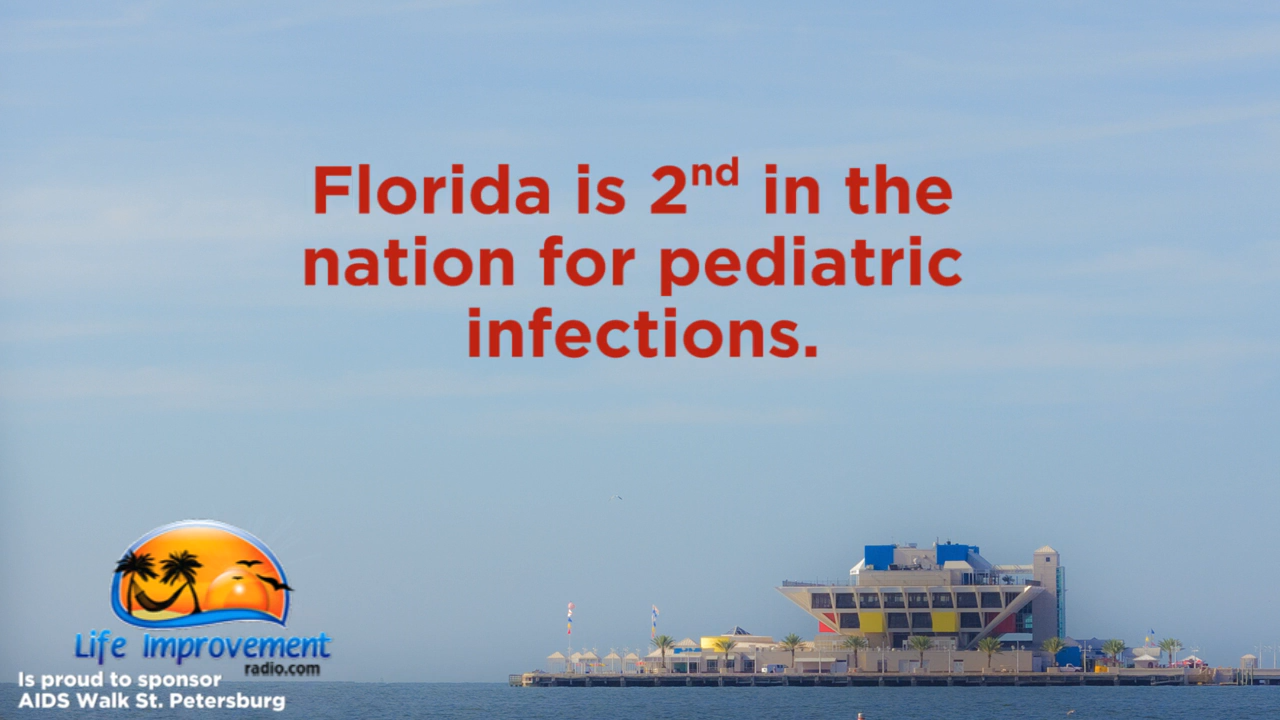 Florida is 2nd in the
nation for pediatric
infections.
Life Improvement
radio.com
Is proud to sponsor
AIDS Walk St. Petersburg